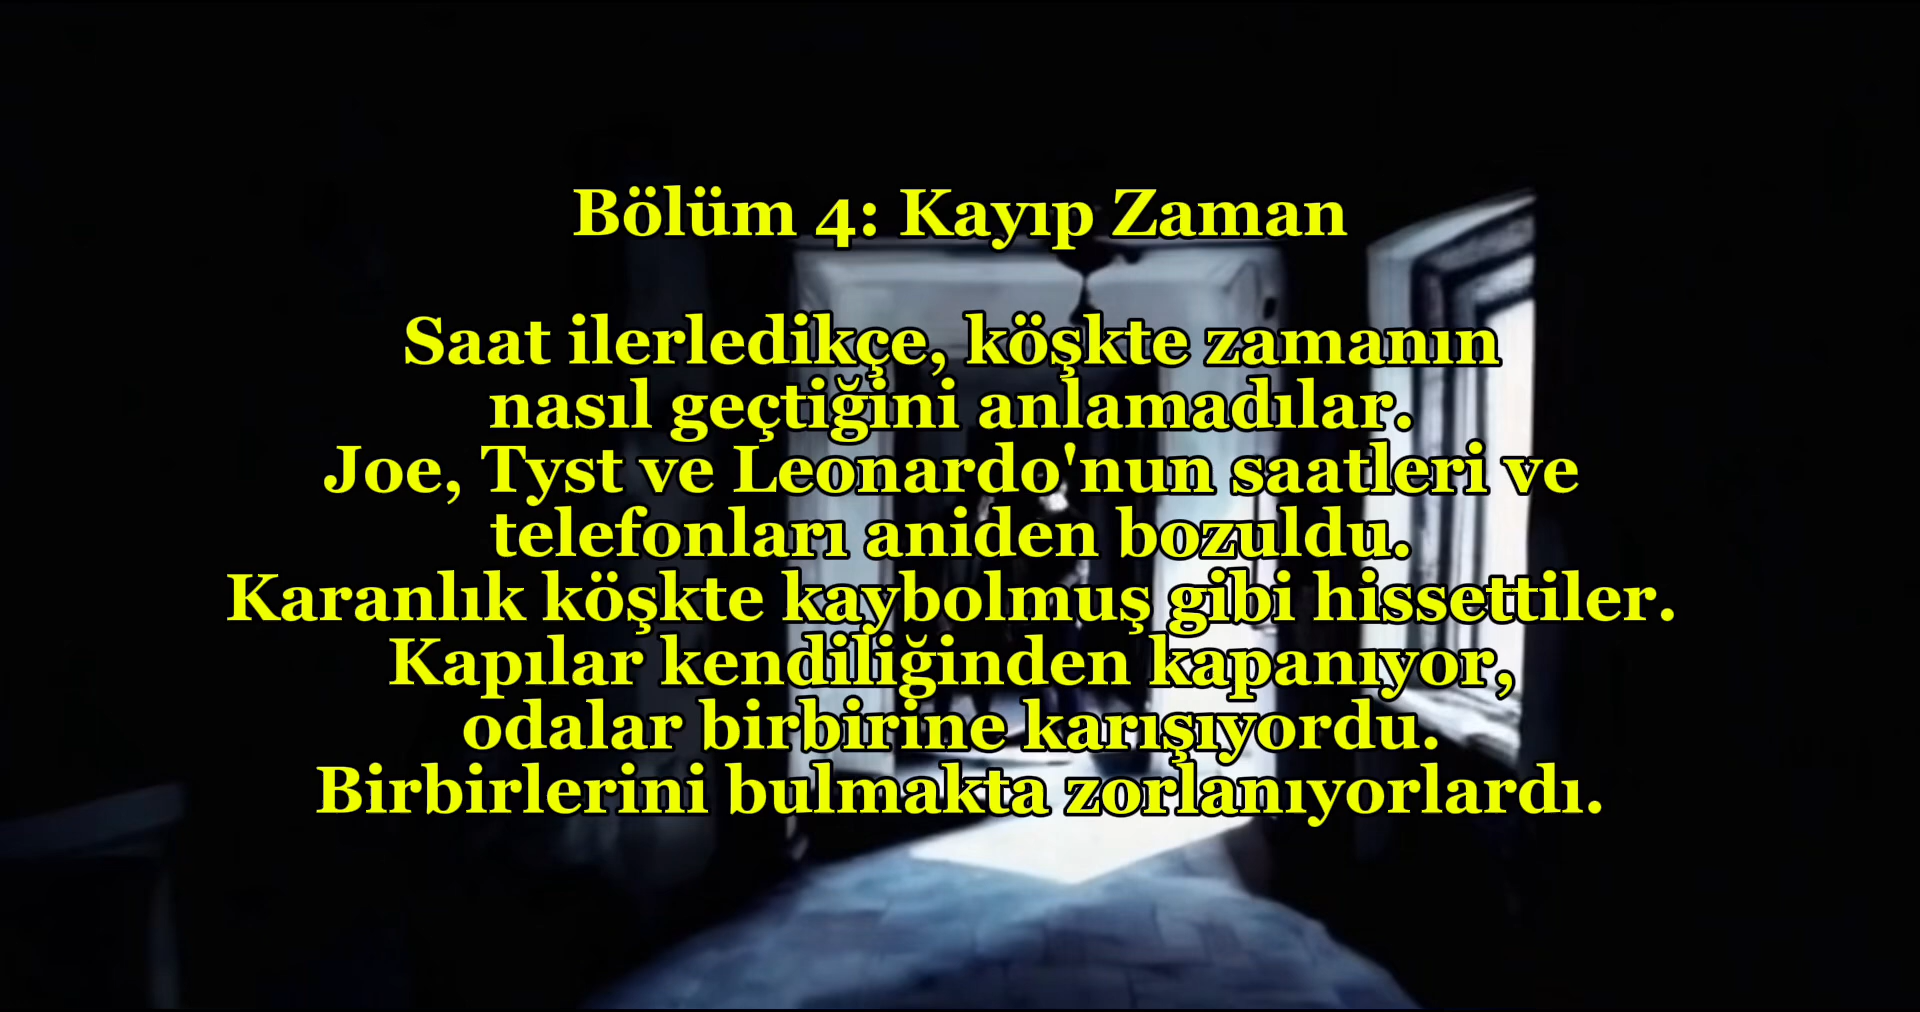 Bölüm 4: Kayıp Zaman
Saat ilerledikçe, köşkte zamanın
nasıl geçtiğini anlamadılar.
Joe, Tyst ve Leonardo'nun saatleri ve
telefonları aniden bozuldu.
Karanlık köşkte kaybolmuş gibi hissettiler.
Kapılar kendiliğinden kapanıyor,
odalar birbirine karışıyordu.
Birbirlerini bulmakta zorlanıyorlardı.